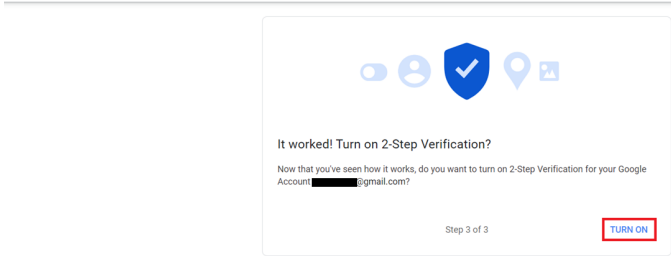 It worked! Turn on 2-Step Verification?
Now that you've seen how it works, do you want to turn on 2-Step Verification for your Google
Account @gmail.com?
Step 3 of 3
TURN ON